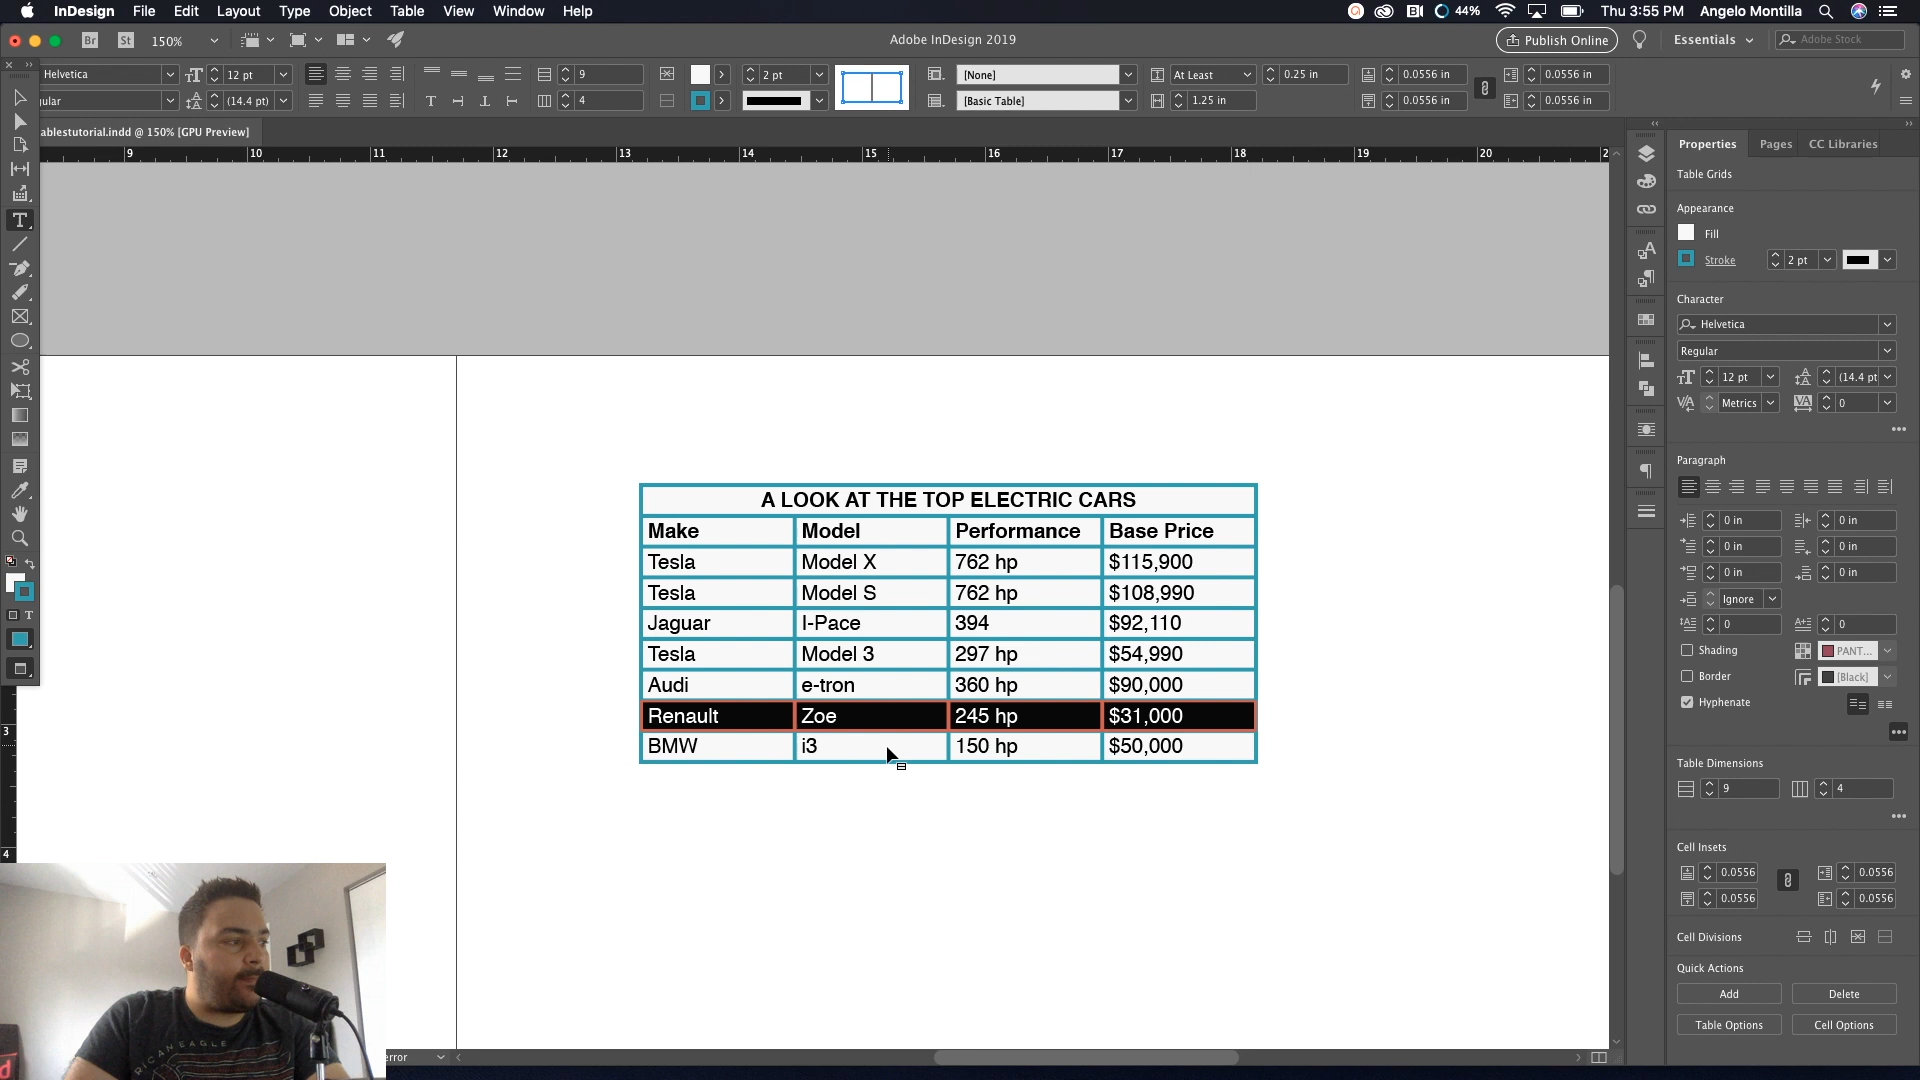 InDesign File Edit Layout Type Object Table View Window Help
44% Thu 3:55 PM Angelo Montilla
Br St 150%
Adobe InDesign 2019
Publish Online Essentials Adobe Stock
Helvetica 12 pt 9 2 pt [None] At Least 0.25 in 0.0556 in 0.0556 in
gular (14.4 pt) 4 [Basic Table] 1.25 in 0.0556 in 0.0556 in
ablestutorial.indd @ 150% [GPU Preview]
9 10 11 12 13 14 15 16 17 18 19 20 2
3
4
A LOOK AT THE TOP ELECTRIC CARS
Make Model Performance Base Price
Tesla Model X 762 hp $115,900
Tesla Model S 762 hp $108,990
Jaguar I-Pace 394 $92,110
Tesla Model 3 297 hp $54,990
Audi e-tron 360 hp $90,000
Renault Zoe 245 hp $31,000
BMW i3 150 hp $50,000
Properties Pages CC Libraries
Table Grids
Appearance
Fill
Stroke 2 pt
Character
Helvetica
Regular
12 pt (14.4 pt
Metrics 0
Paragraph
0 in 0 in
0 in 0 in
0 in 0 in
Ignore
0 0
Shading PANT...
Border [Black]
Hyphenate
Table Dimensions
9 4
Cell Insets
0.0556 0.0556
0.0556 0.0556
Cell Divisions
Quick Actions
Add Delete
Table Options Cell Options
error
RICAN EAGLE